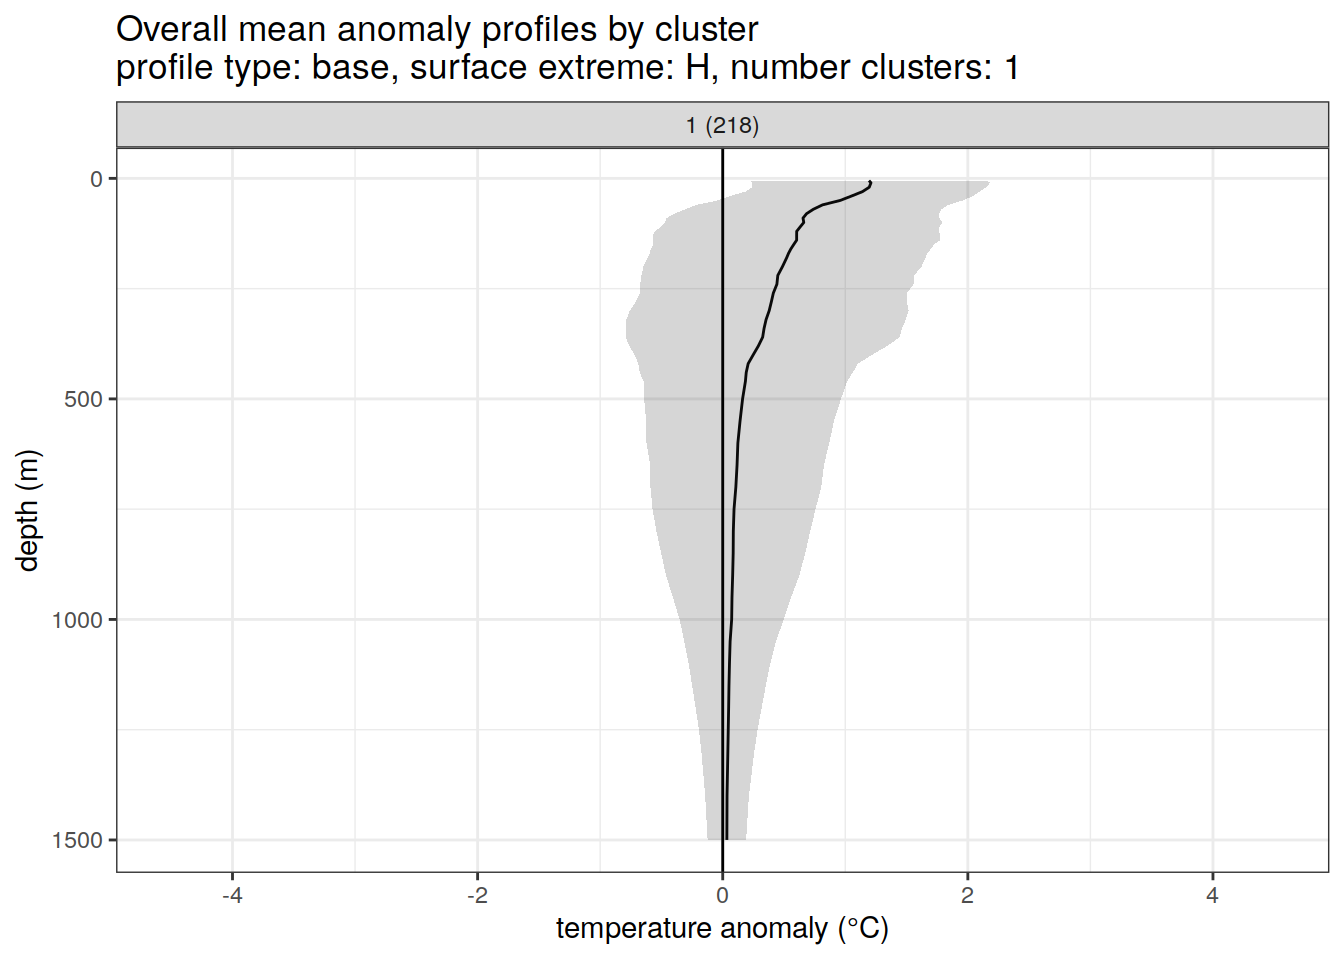 Overall mean anomaly profiles by cluster
profile type: base, surface extreme: H, number clusters: 1
1 (218)
0
500
1000
1500
depth (m)
-4
-2
0
2
4
temperature anomaly (°C)